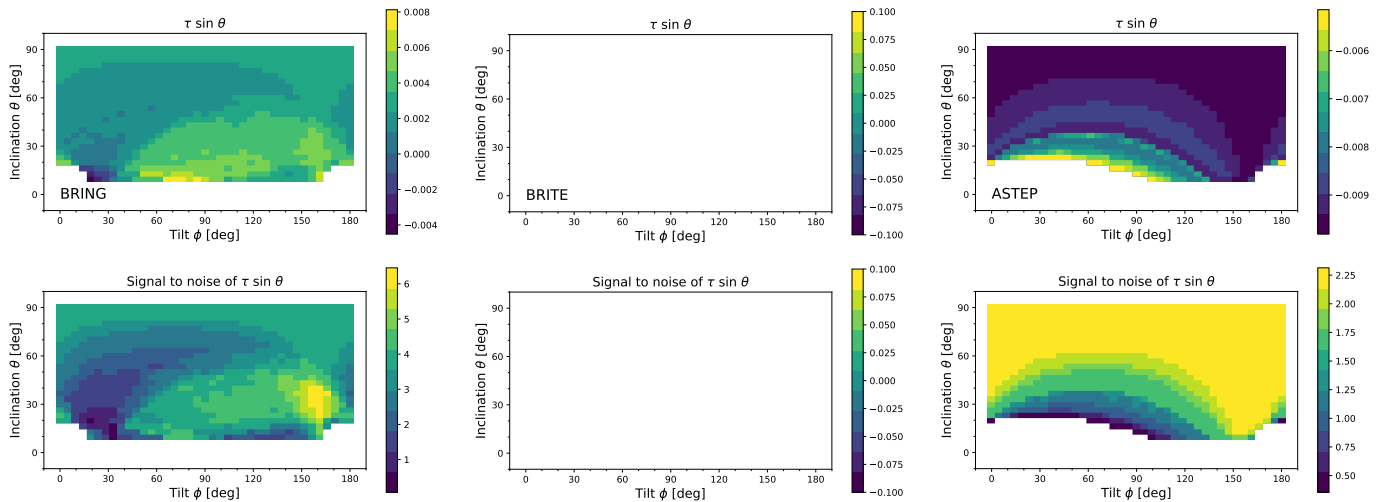 τ sin θ
Inclination θ [deg]
90
60
30
0
BRING
0 30 60 90 120 150 180
Tilt ϕ [deg]
0.008
0.006
0.004
0.002
0.000
−0.002
−0.004
τ sin θ
Inclination θ [deg]
90
60
30
0
BRITE
0 30 60 90 120 150 180
Tilt ϕ [deg]
0.100
0.075
0.050
0.025
0.000
−0.025
−0.050
−0.075
−0.100
τ sin θ
Inclination θ [deg]
90
60
30
0
ASTEP
0 30 60 90 120 150 180
Tilt ϕ [deg]
−0.006
−0.007
−0.008
−0.009
Signal to noise of τ sin θ
Inclination θ [deg]
90
60
30
0
0 30 60 90 120 150 180
Tilt ϕ [deg]
6
5
4
3
2
1
Signal to noise of τ sin θ
Inclination θ [deg]
90
60
30
0
0 30 60 90 120 150 180
Tilt ϕ [deg]
0.100
0.075
0.050
0.025
0.000
−0.025
−0.050
−0.075
−0.100
Signal to noise of τ sin θ
Inclination θ [deg]
90
60
30
0
0 30 60 90 120 150 180
Tilt ϕ [deg]
2.25
2.00
1.75
1.50
1.25
1.00
0.75
0.50